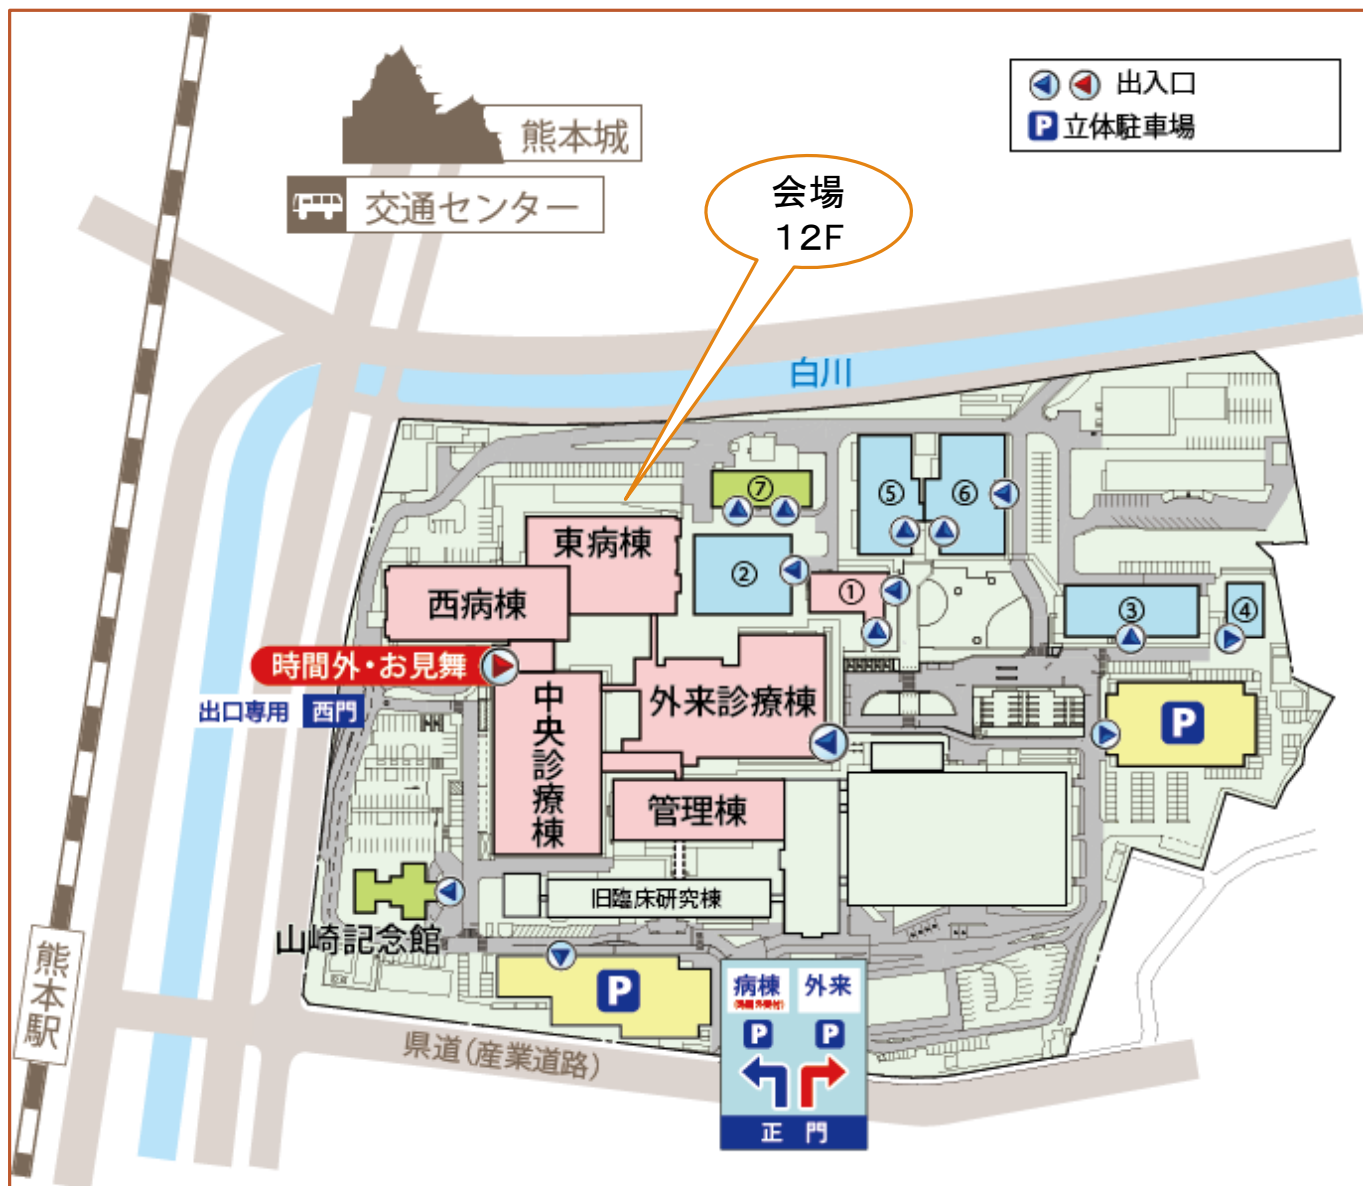 出入口
P 立体駐車場
熊本城
交通センター
会場
12F
白川
⑦
⑤
⑥
東病棟
②
①
西病棟
③
④
時間外・お見舞
出口専用 西門
中央診療棟
外来診療棟
P
管理棟
旧臨床研究棟
山崎記念館
P
熊本駅
県道(産業道路)
病棟
外来
P
P
正門